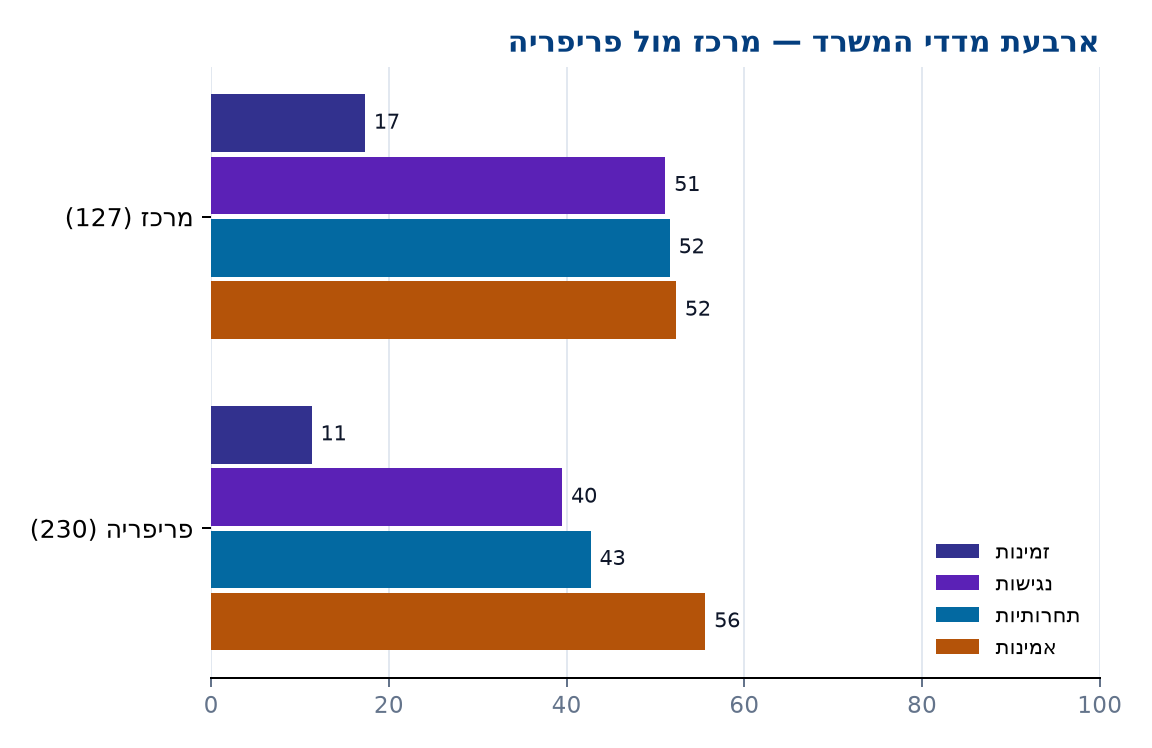 ארבעת מדדי המשרד — מרכז מול פריפריה
17
51
מרכז (127)
52
52
11
40
פריפריה (230)
43
56
זמינות
נגישות
תחרותיות
אמינות
0 20 40 60 80 100